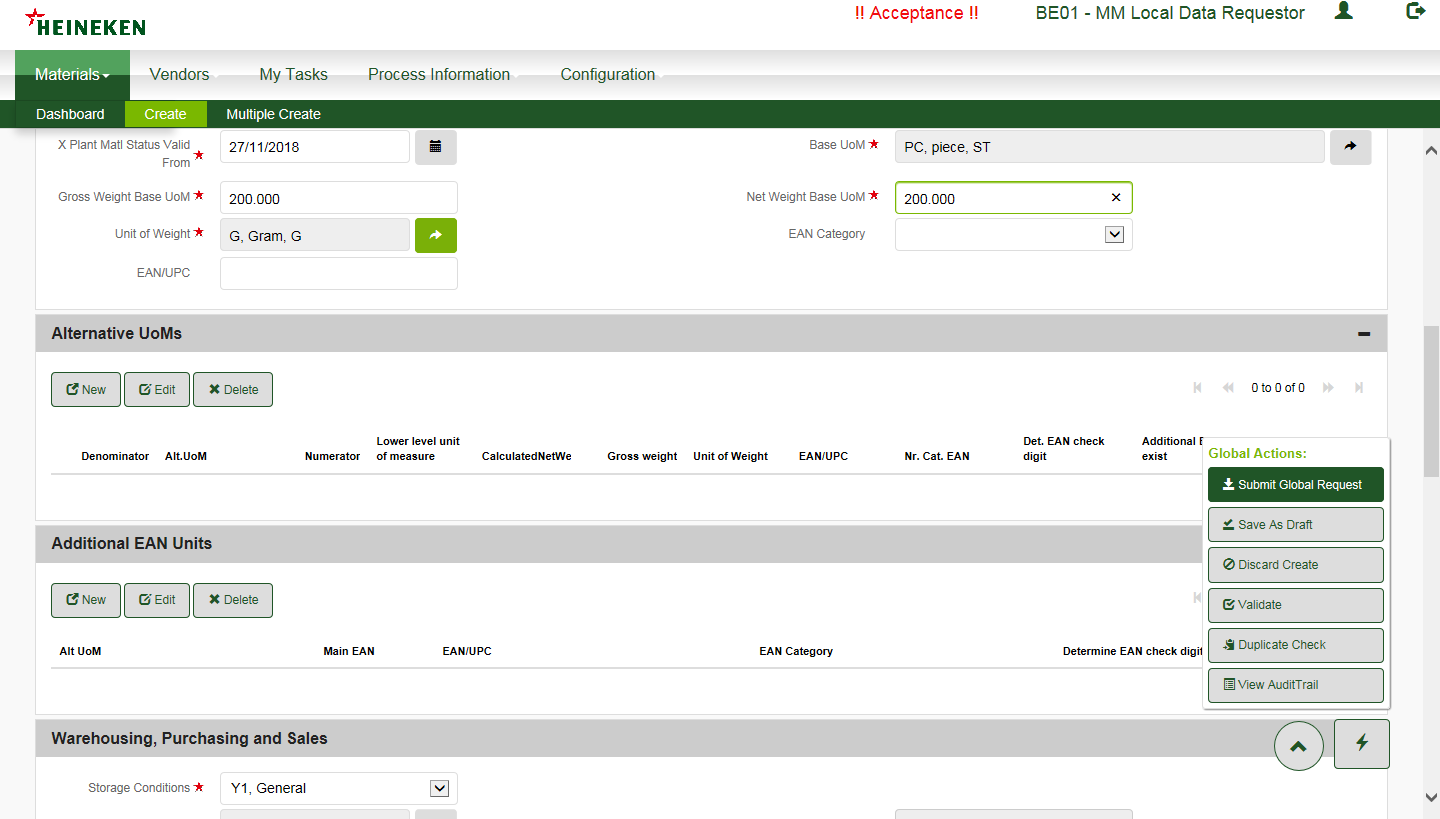 HEINEKEN
!! Acceptance !!
BE01 - MM Local Data Requestor
Materials
Vendors
My Tasks
Process Information
Configuration
Dashboard
Create
Multiple Create
X Plant Matl Status Valid
From
27/11/2018
Base UoM
PC, piece, ST
Gross Weight Base UoM
200.000
Net Weight Base UoM
200.000
Unit of Weight
G, Gram, G
EAN Category
EAN/UPC
Alternative UoMs
New
Edit
Delete
0 to 0 of 0
Denominator
Alt.UoM
Numerator
Lower level unit
of measure
CalculatedNetWe
Gross weight
Unit of Weight
EAN/UPC
Nr. Cat. EAN
Det. EAN check
digit
Additional
exist
Global Actions:
Submit Global Request
Save As Draft
Discard Create
Validate
Duplicate Check
View AuditTrail
Additional EAN Units
New
Edit
Delete
Alt UoM
Main EAN
EAN/UPC
EAN Category
Determine EAN check digit
Warehousing, Purchasing and Sales
Storage Conditions
Y1, General